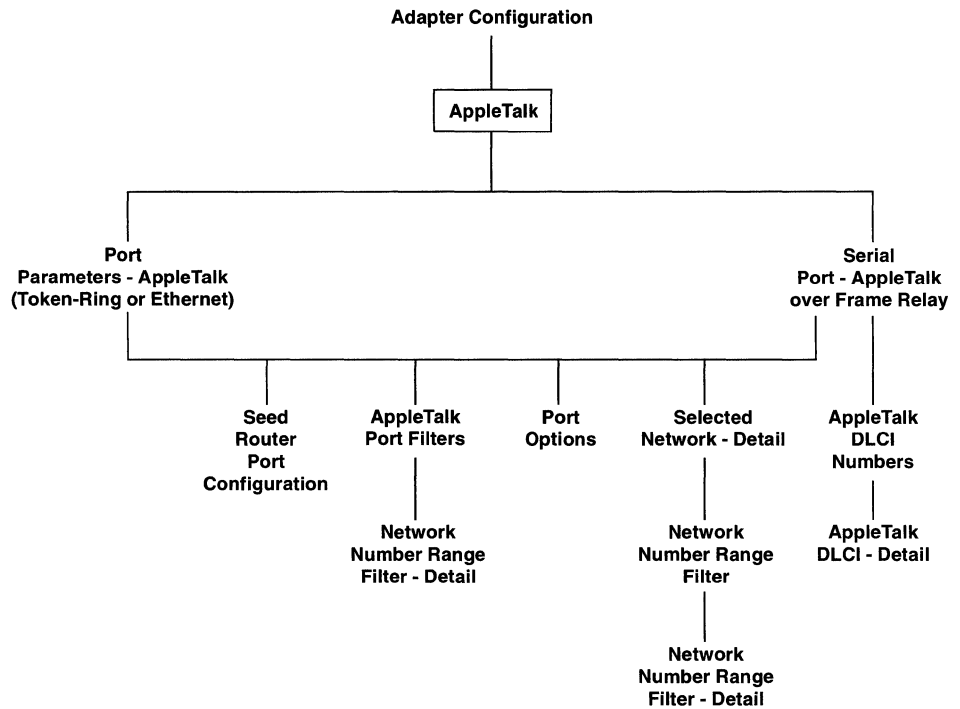 Adapter Configuration
AppleTalk
Port
Parameters - AppleTalk
(Token-Ring or Ethernet)
Serial
Port - AppleTalk
over Frame Relay
Seed
Router
Port
Configuration
AppleTalk
Port Filters
Port
Options
Selected
Network - Detail
AppleTalk
DLCI
Numbers
Network
Number Range
Filter - Detail
Network
Number Range
Filter
AppleTalk
DLCI - Detail
Network
Number Range
Filter - Detail